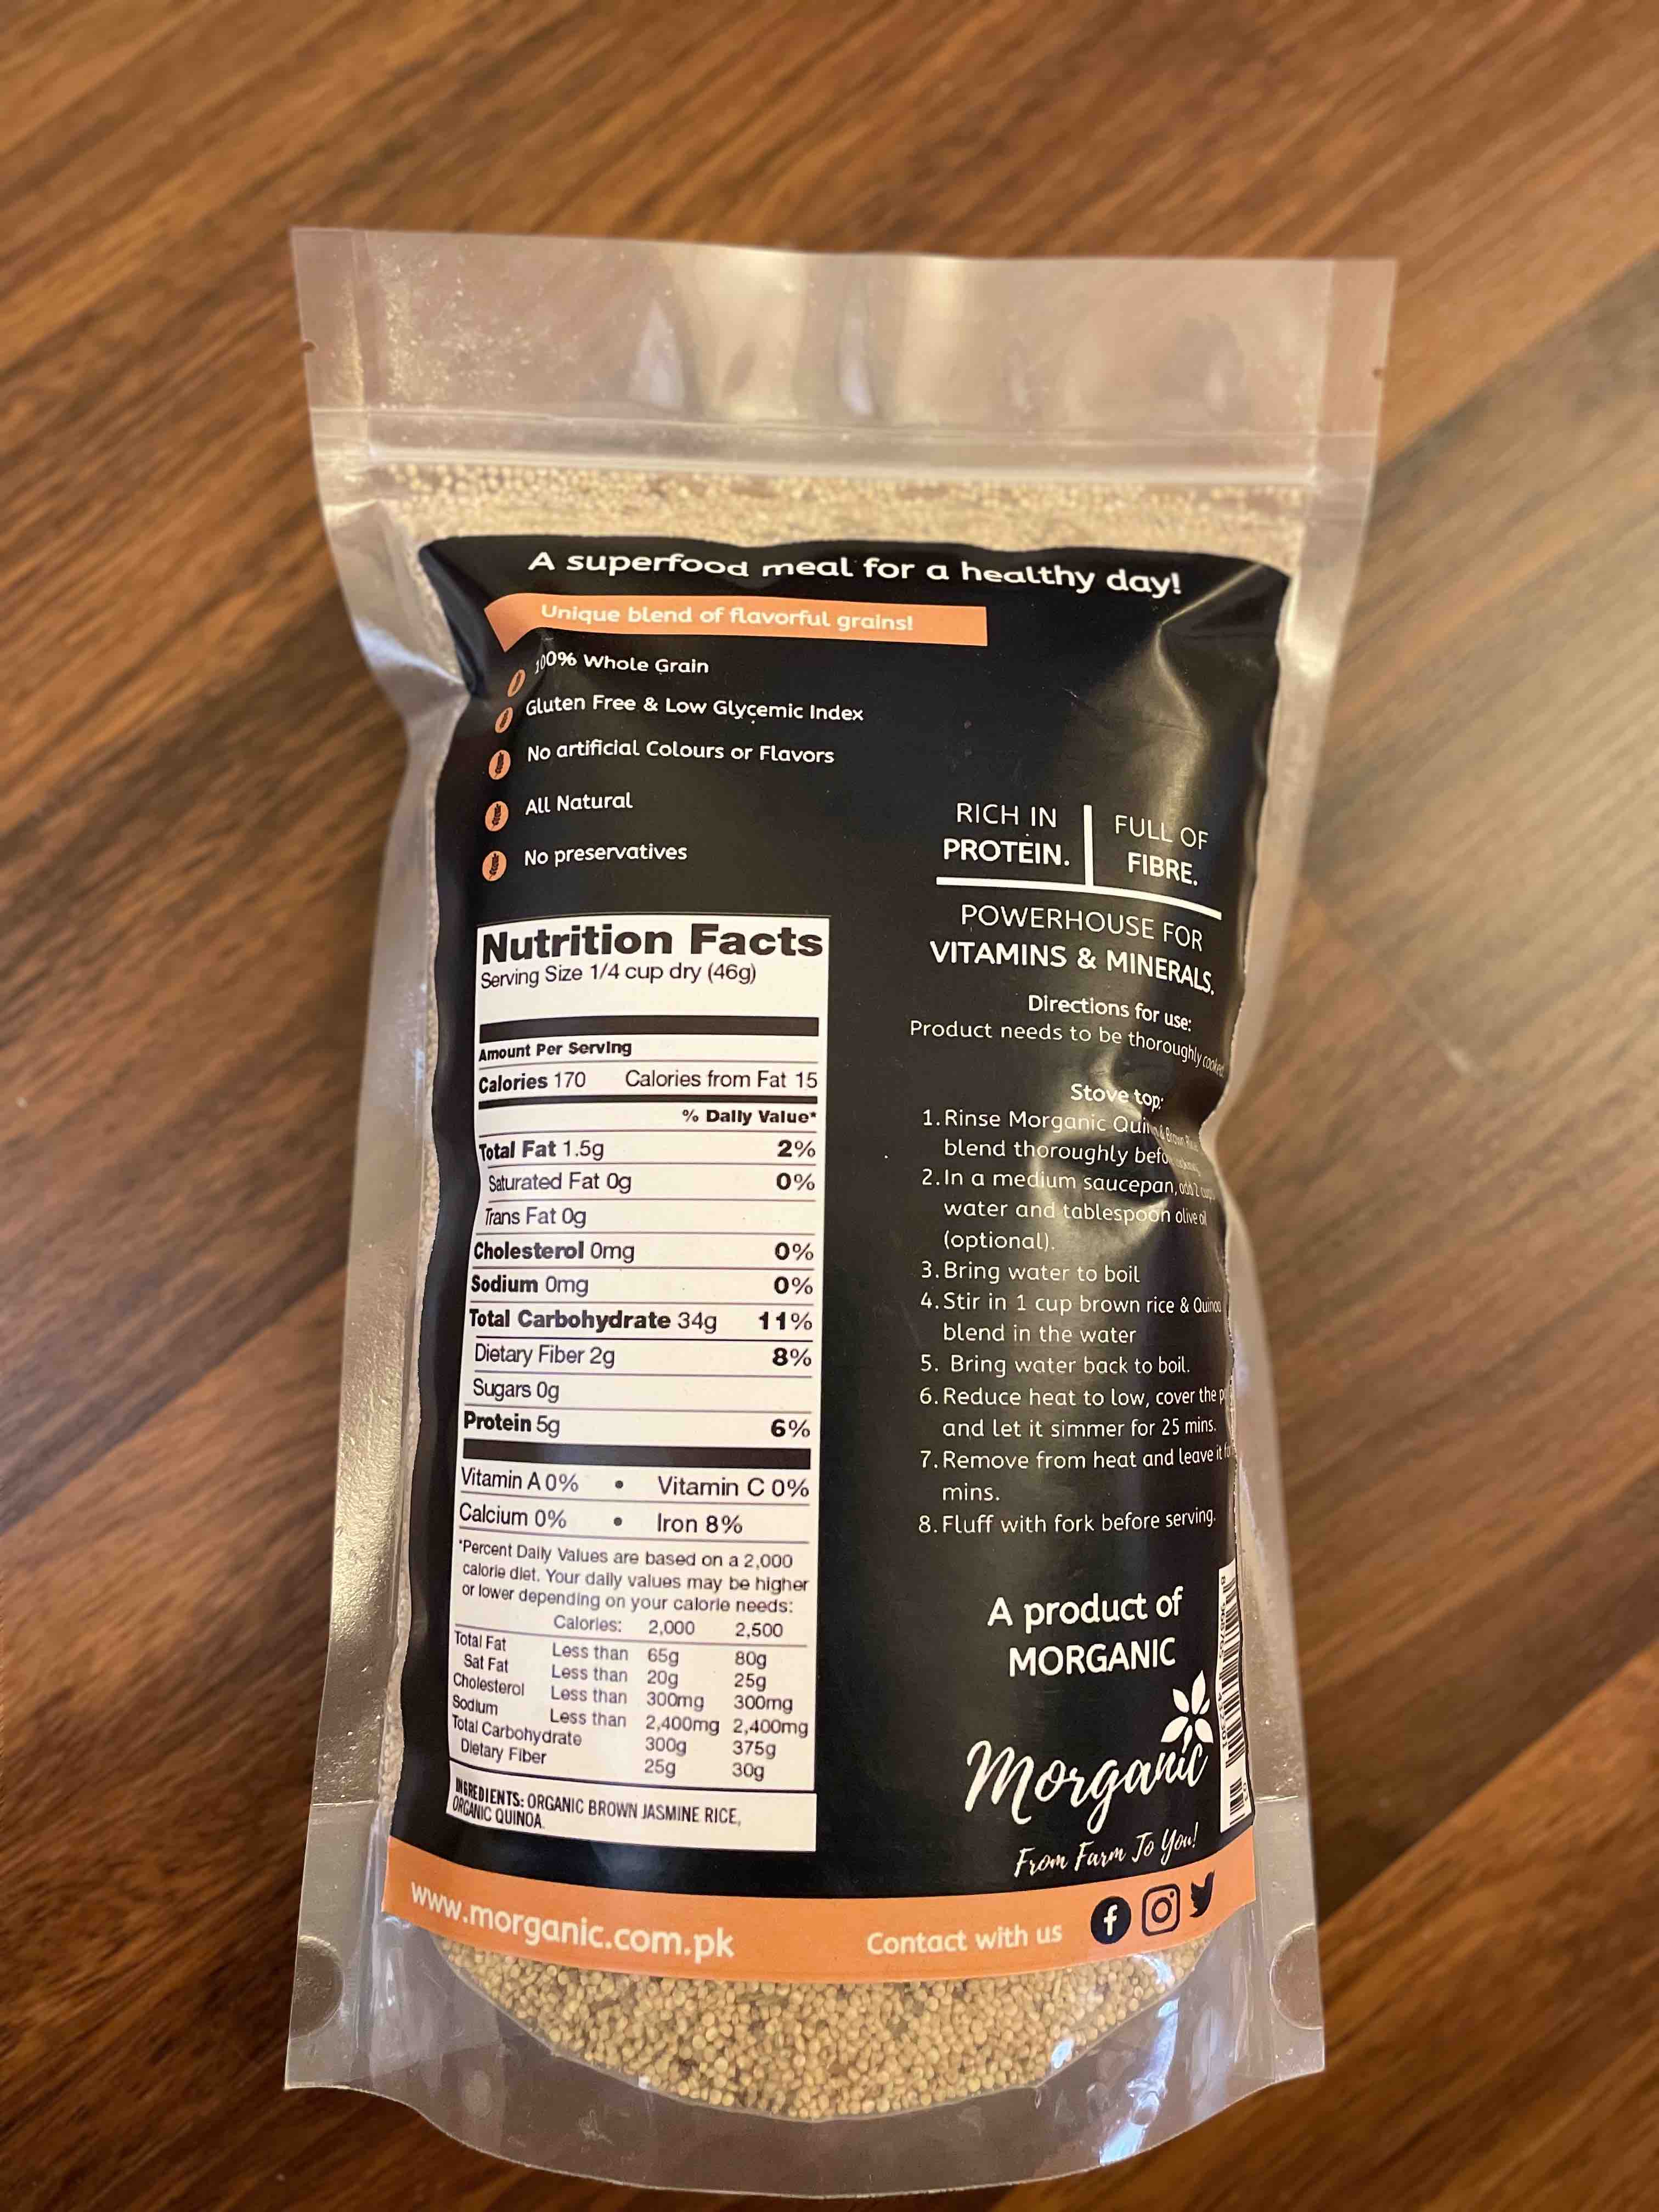 A superfood meal for a healthy day!
Unique blend of flavorful grains!
100% Whole Grain
Gluten Free & Low Glycemic Index
No artificial Colours or Flavors
All Natural
No preservatives
Nutrition Facts
Serving Size 1/4 cup dry (46g)
Amount Per Serving
Calories 170 Calories from Fat 15
% Daily Value*
Total Fat 1.5g 2%
Saturated Fat 0g 0%
Trans Fat 0g
Cholesterol 0mg 0%
Sodium 0mg 0%
Total Carbohydrate 34g 11%
Dietary Fiber 2g 8%
Sugars 0g
Protein 5g 6%
Vitamin A 0% • Vitamin C 0%
Calcium 0% • Iron 8%
*Percent Daily Values are based on a 2,000
calorie diet. Your daily values may be higher
or lower depending on your calorie needs:
Calories: 2,000 2,500
Total Fat Less than 65g 80g
Sat Fat Less than 20g 25g
Cholesterol Less than 300mg 300mg
Sodium Less than 2,400mg 2,400mg
Total Carbohydrate 300g 375g
Dietary Fiber 25g 30g
INGREDIENTS: ORGANIC BROWN JASMINE RICE,
ORGANIC QUINOA.
RICH IN
PROTEIN.
FULL OF
FIBRE.
POWERHOUSE FOR
VITAMINS & MINERALS.
Directions for use:
Product needs to be thoroughly cooked
Stove top:
1. Rinse Morganic & Brown
blend thoroughly
2. In a medium saucepan, add 2
water and tablespoon olive oil
(optional).
3. Bring water to boil
4. Stir in 1 cup brown rice & Quinoa
blend in the water
5. Bring water back to boil.
6. Reduce heat to low, cover the
and let it simmer for 25 mins.
7. Remove from heat and leave it
mins.
8. Fluff with fork before serving.
A product of
MORGANIC
Morganic
From Farm To You!
www.morganic.com.pk
Contact with us